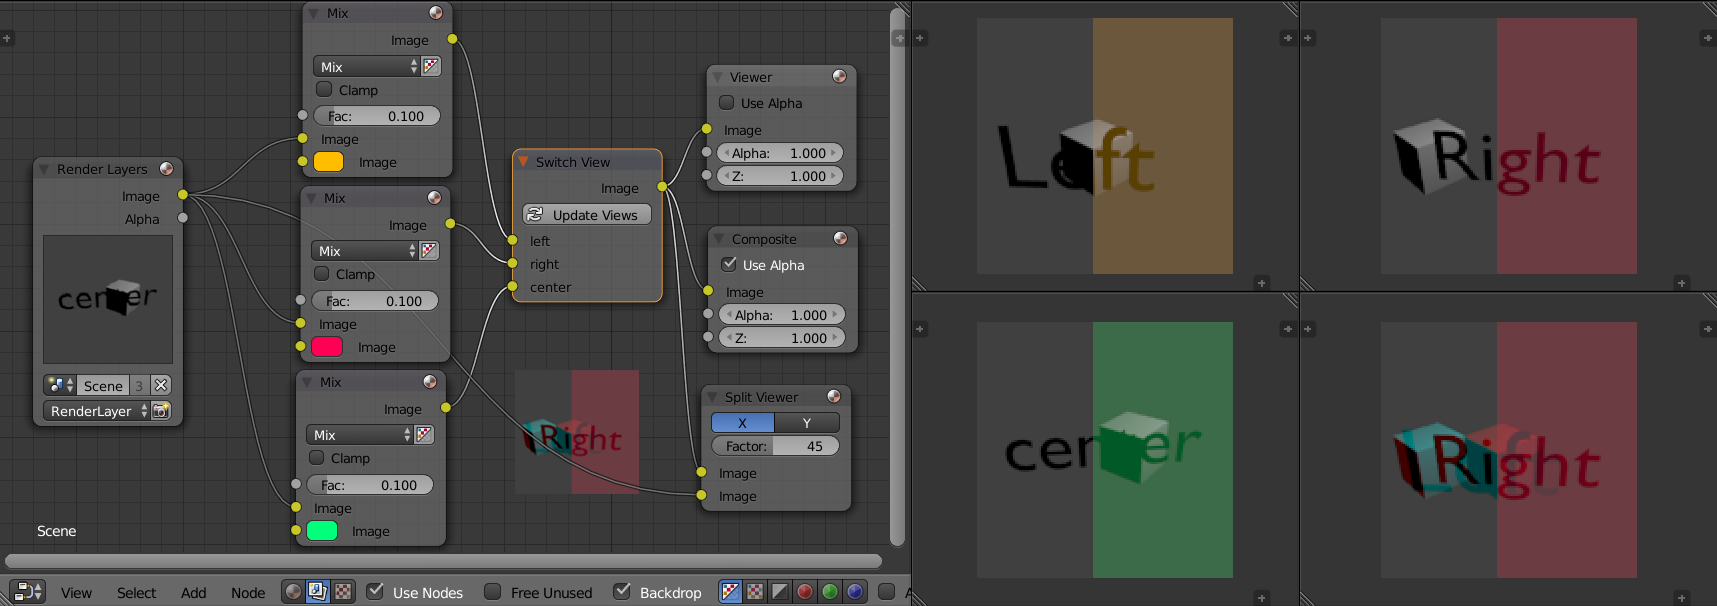 Render Layers
Image
Alpha
center
Scene 3
RenderLayer
Mix
Image
Mix
Clamp
Fac: 0.100
Image
Image
Mix
Image
Mix
Clamp
Fac: 0.100
Image
Image
Mix
Image
Mix
Clamp
Fac: 0.100
Image
Image
Switch View
Image
Update Views
left
right
center
Right
Viewer
Use Alpha
Image
Alpha: 1.000
Z: 1.000
Composite
Use Alpha
Image
Alpha: 1.000
Z: 1.000
Split Viewer
X Y
Factor: 45
Image
Image
Scene
View Select Add Node Use Nodes Free Unused Backdrop
Left
Right
center
Right